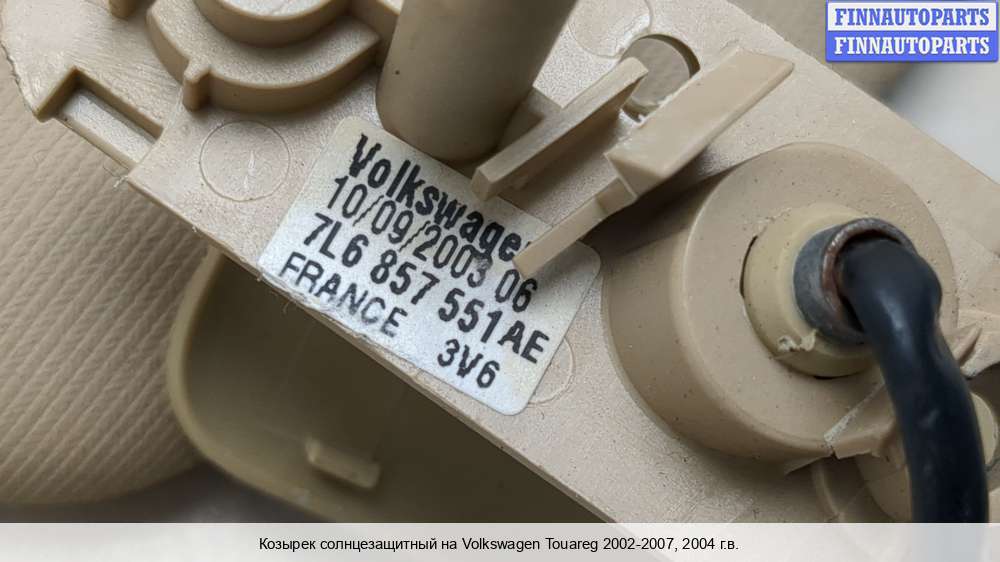 FINNAUTOPARTS
FINNAUTOPARTS
Volkswagen
10/09/2003 06
7L6 857 551AE
FRANCE 3V6
Козырек солнцезащитный на Volkswagen Touareg 2002-2007, 2004 г.в.